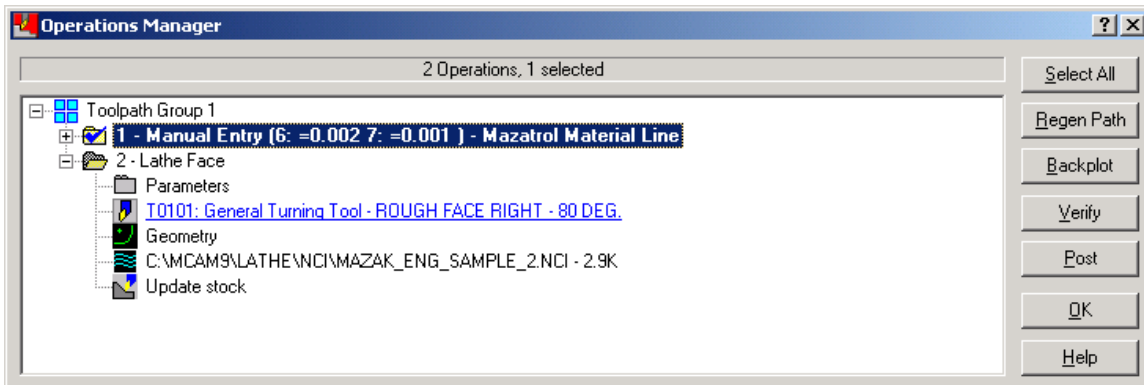 Operations Manager
2 Operations, 1 selected
Select All
Toolpath Group 1
1 - Manual Entry (6: =0.002 7: =0.001 ) - Mazatrol Material Line
Regen Path
2 - Lathe Face
Backplot
Parameters
T0101: General Turning Tool - ROUGH FACE RIGHT - 80 DEG.
Verify
Geometry
C:\MCAM9\LATHE\NCI\MAZAK_ENG_SAMPLE_2.NCI - 2.9K
Post
Update stock
OK
Help